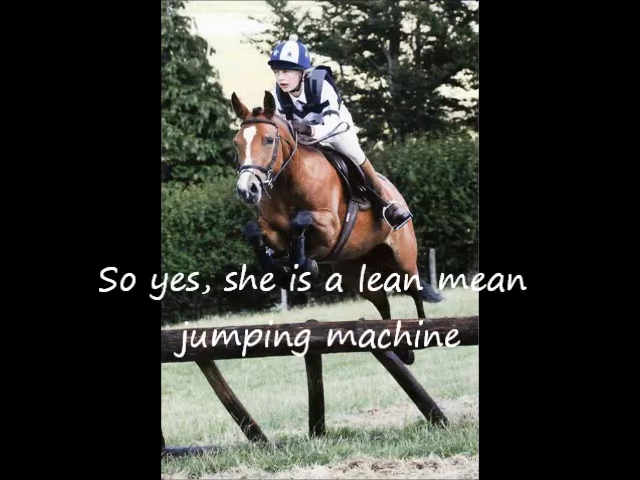 So yes, she is a lean mean
jumping machine